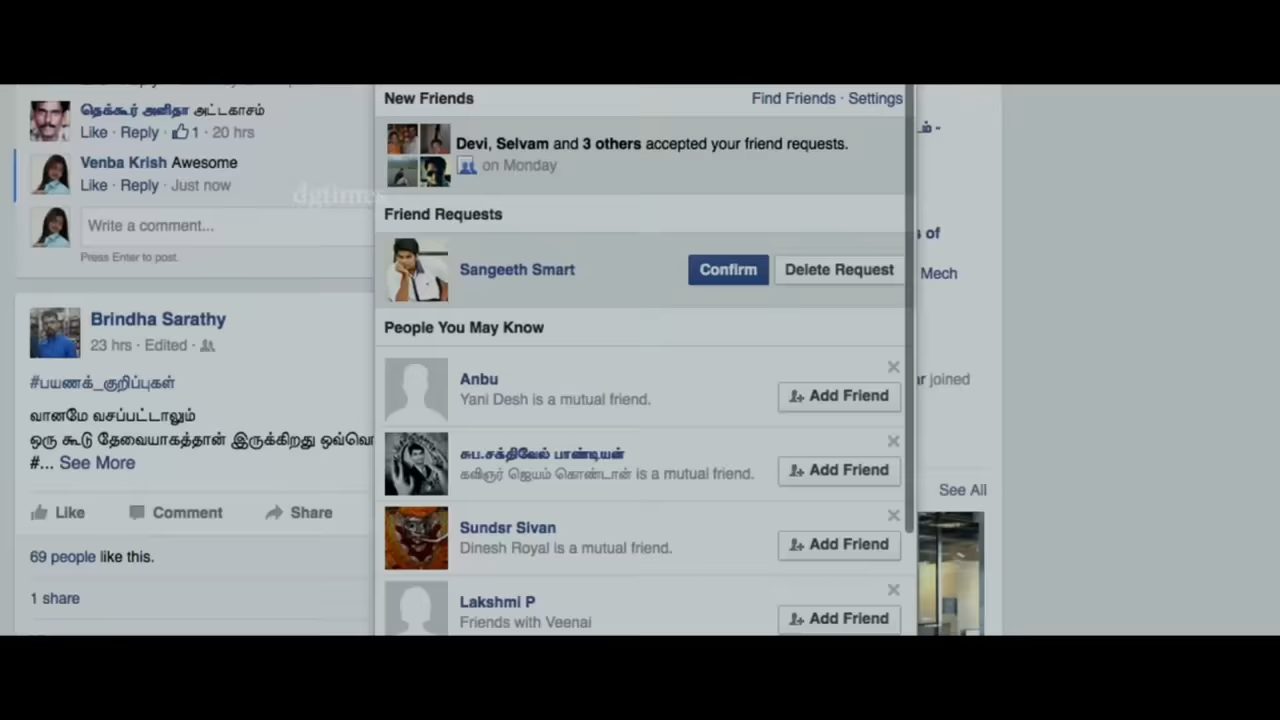 தெக்கூர் அனிதா அட்டகாசம்
Like · Reply · 1 · 20 hrs
Venba Krish Awesome
Like · Reply · Just now
Write a comment...
Press Enter to post.
Brindha Sarathy
23 hrs · Edited ·
#பயணக்_குறிப்புகள்
வானமே வசப்பட்டாலும்
ஒரு கூடு தேவையாகத்தான் இருக்கிறது
#... See More
Like Comment Share
69 people like this.
1 share
dgtimes
New Friends
Find Friends · Settings
Devi, Selvam and 3 others accepted your friend requests.
on Monday
Friend Requests
Sangeeth Smart
Confirm
Delete Request
People You May Know
Anbu
Yani Desh is a mutual friend.
Add Friend
சுப.சக்திவேல் பாண்டியன்
கவிஞர் ஜெயம் கொண்டான் is a mutual friend.
Add Friend
Sundsr Sivan
Dinesh Royal is a mutual friend.
Add Friend
Lakshmi P
Friends with Veenai
Add Friend
of
Mech
joined
See All